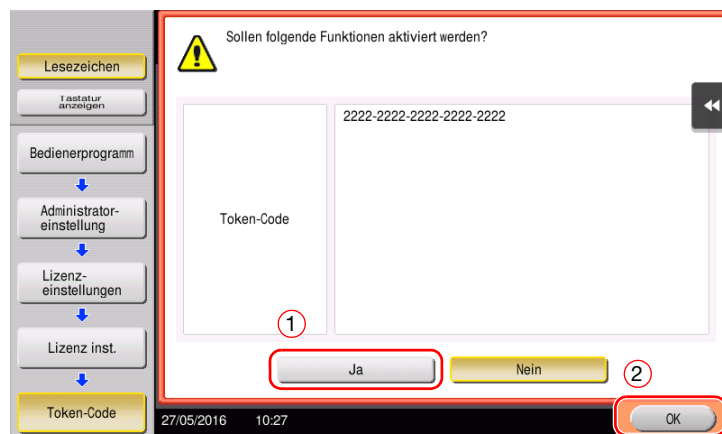 Sollen folgende Funktionen aktiviert werden?
Lesezeichen
Tastatur
anzeigen
Bedienerprogramm
Administrator-
einstellung
Lizenz-
einstellungen
Lizenz inst.
Token-Code
Token-Code
2222-2222-2222-2222-2222
1
Ja
Nein
2
27/05/2016 10:27
OK